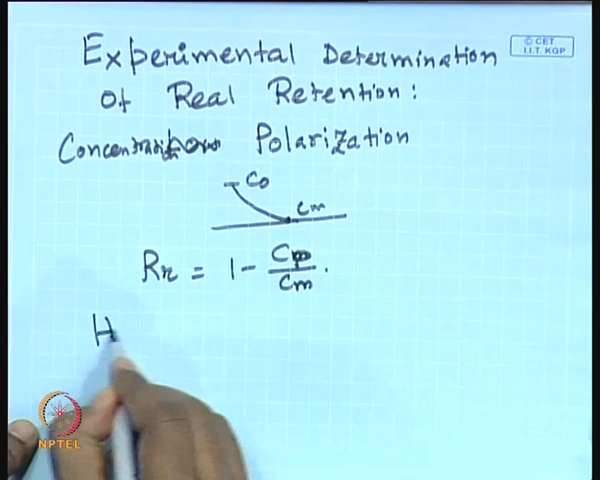 © CET
I.I.T. KGP
Experimental Determination
of Real Retention:
Concentration Polarization
Co
Cm
Rr = 1 - Cp/Cm.
H
NPTEL